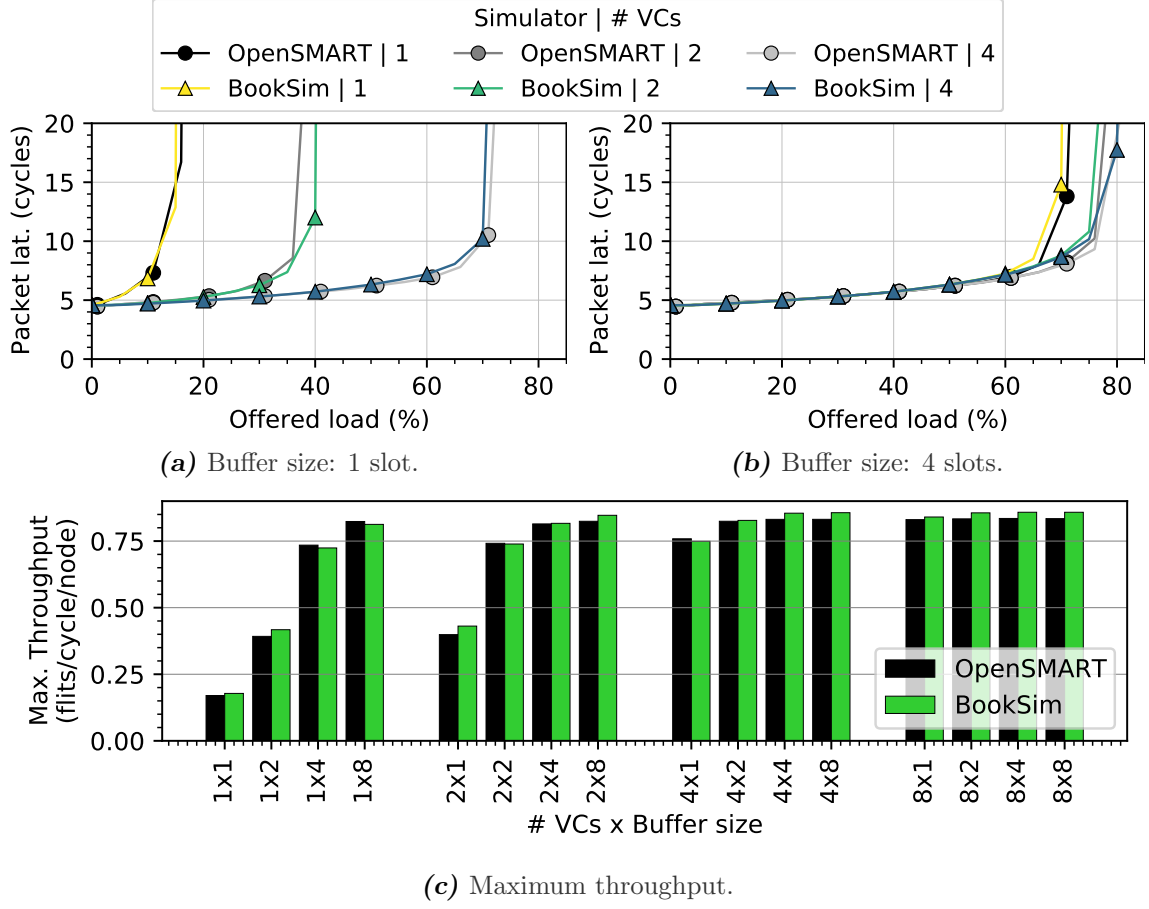 Simulator | # VCs
OpenSMART | 1
OpenSMART | 2
OpenSMART | 4
BookSim | 1
BookSim | 2
BookSim | 4
Packet lat. (cycles)
20
15
10
5
0
0 20 40 60 80
Offered load (%)
(a) Buffer size: 1 slot.
Packet lat. (cycles)
20
15
10
5
0
0 20 40 60 80
Offered load (%)
(b) Buffer size: 4 slots.
Max. Throughput
(flits/cycle/node)
0.75
0.50
0.25
0.00
OpenSMART
BookSim
1x1 1x2 1x4 1x8 2x1 2x2 2x4 2x8 4x1 4x2 4x4 4x8 8x1 8x2 8x4 8x8
# VCs x Buffer size
(c) Maximum throughput.